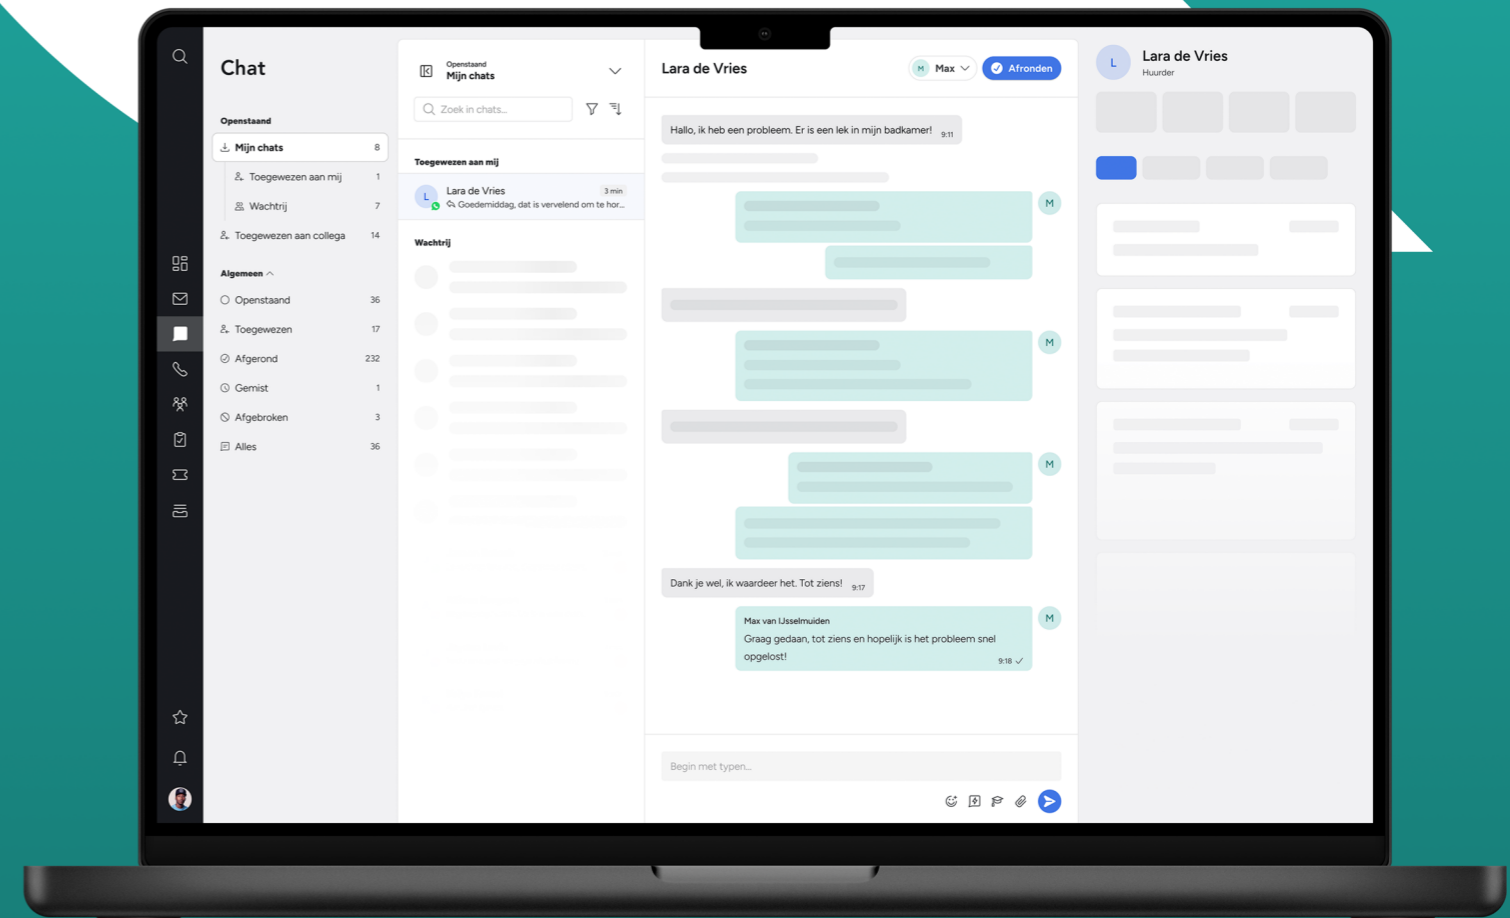 Chat
Openstaand
Mijn chats 8
Toegewezen aan mij 1
Wachtrij 7
Toegewezen aan collega 14
Algemeen
Openstaand 36
Toegewezen 17
Afgerond 232
Gemist 1
Afgebroken 3
Alles 36
Openstaand
Mijn chats
Zoek in chats...
Toegewezen aan mij
L
Lara de Vries 3 min
Goedemiddag, dat is vervelend om te hor...
Wachtrij
Lara de Vries
M Max
Afronden
Hallo, ik heb een probleem. Er is een lek in mijn badkamer! 9:11
M
M
M
Dank je wel, ik waardeer het. Tot ziens! 9:17
M
Max van IJsselmuiden
Graag gedaan, tot ziens en hopelijk is het probleem snel
opgelost!
9:18
Begin met typen...
L
Lara de Vries
Huurder